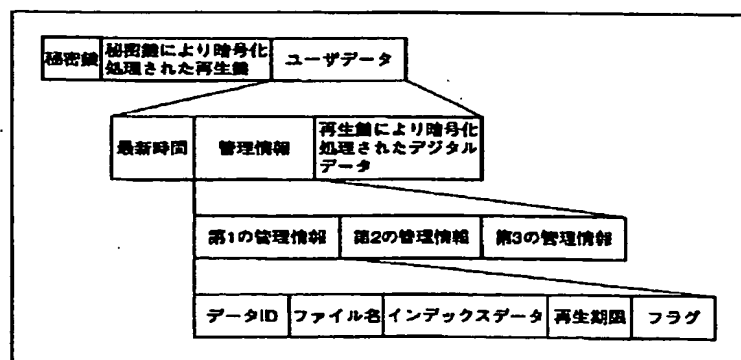 秘密鍵
秘密鍵により暗号化
処理された再生鍵
ユーザデータ
最新時間
管理情報
再生鍵により暗号化
処理されたデジタル
データ
第1の管理情報
第2の管理情報
第3の管理情報
データID
ファイル名
インデックスデータ
再生期限
フラグ